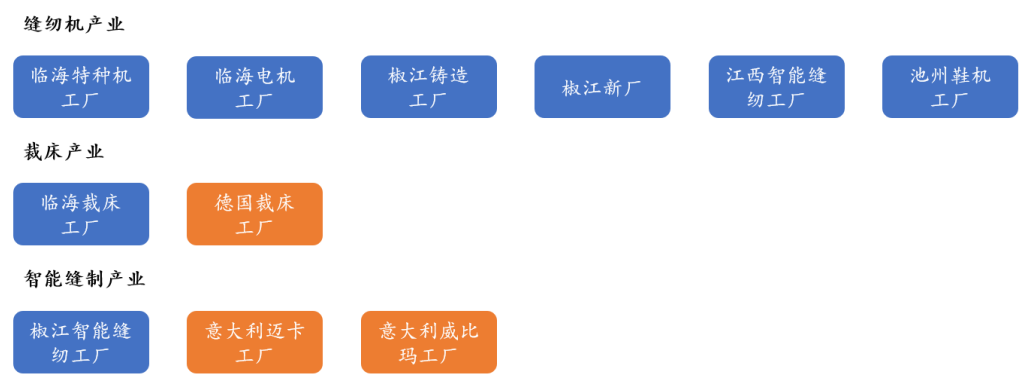 缝纫机产业
临海特种机
工厂
临海电机
工厂
椒江铸造
工厂
椒江新厂
江西智能缝
纫工厂
池州鞋机
工厂
裁床产业
临海裁床
工厂
德国裁床
工厂
智能缝制产业
椒江智能缝
纫工厂
意大利迈卡
工厂
意大利威比
玛工厂